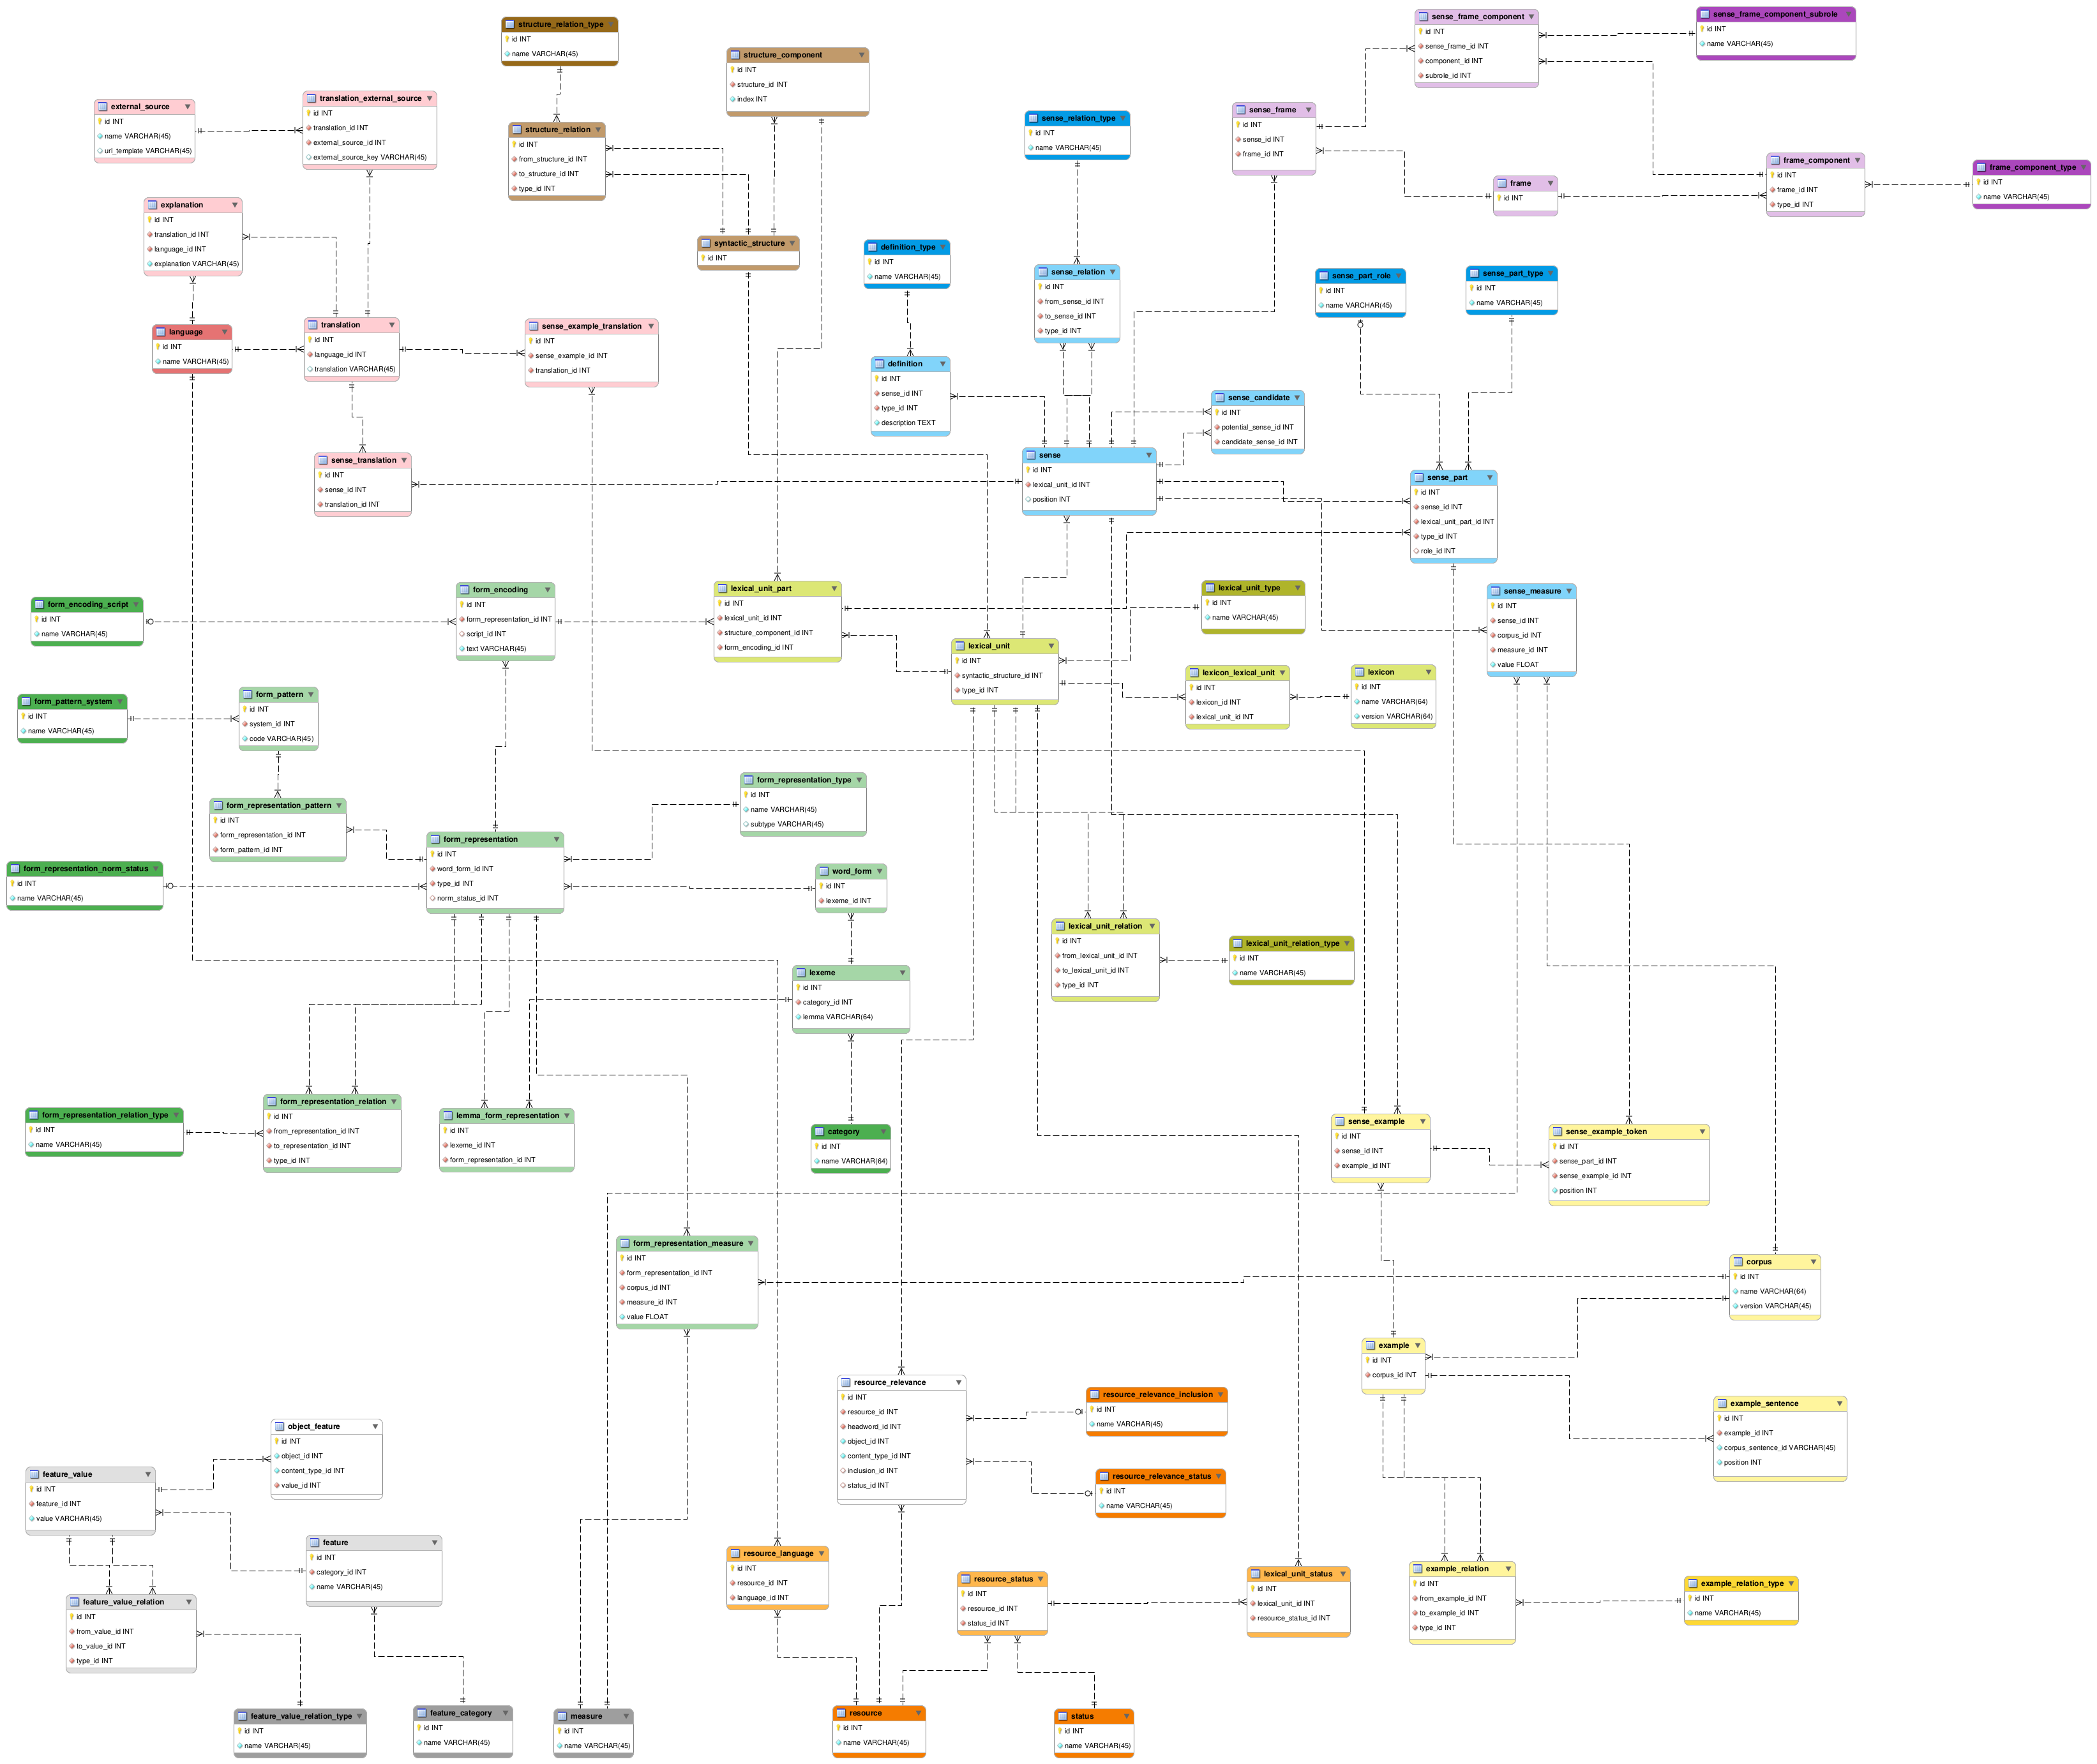 structure_relation_type
id INT
name VARCHAR(45)
structure_component
id INT
structure_id INT
index INT
sense_frame_component
id INT
sense_frame_id INT
component_id INT
subrole_id INT
sense_frame_component_subrole
id INT
name VARCHAR(45)
external_source
id INT
name VARCHAR(45)
url_template VARCHAR(45)
translation_external_source
id INT
translation_id INT
external_source_id INT
external_source_key VARCHAR(45)
structure_relation
id INT
from_structure_id INT
to_structure_id INT
type_id INT
sense_relation_type
id INT
name VARCHAR(45)
sense_frame
id INT
sense_id INT
frame_id INT
frame
id INT
frame_component
id INT
frame_id INT
type_id INT
frame_component_type
id INT
name VARCHAR(45)
explanation
id INT
translation_id INT
language_id INT
explanation VARCHAR(45)
syntactic_structure
id INT
definition_type
id INT
name VARCHAR(45)
sense_relation
id INT
from_sense_id INT
to_sense_id INT
type_id INT
sense_part_role
id INT
name VARCHAR(45)
sense_part_type
id INT
name VARCHAR(45)
language
id INT
name VARCHAR(45)
translation
id INT
language_id INT
translation VARCHAR(45)
sense_example_translation
id INT
sense_example_id INT
translation_id INT
definition
id INT
sense_id INT
type_id INT
description TEXT
sense_candidate
id INT
potential_sense_id INT
candidate_sense_id INT
sense_translation
id INT
sense_id INT
translation_id INT
sense
id INT
lexical_unit_id INT
position INT
sense_part
id INT
sense_id INT
lexical_unit_part_id INT
type_id INT
role_id INT
form_encoding_script
id INT
name VARCHAR(45)
form_encoding
id INT
form_representation_id INT
script_id INT
text VARCHAR(45)
lexical_unit_part
id INT
lexical_unit_id INT
structure_component_id INT
form_encoding_id INT
lexical_unit_type
id INT
name VARCHAR(45)
sense_measure
id INT
sense_id INT
corpus_id INT
measure_id INT
value FLOAT
lexical_unit
id INT
syntactic_structure_id INT
type_id INT
lexicon_lexical_unit
id INT
lexicon_id INT
lexical_unit_id INT
lexicon
id INT
name VARCHAR(64)
version VARCHAR(64)
form_pattern_system
id INT
name VARCHAR(45)
form_pattern
id INT
system_id INT
code VARCHAR(45)
form_representation_pattern
id INT
form_representation_id INT
form_pattern_id INT
form_representation_type
id INT
name VARCHAR(45)
subtype VARCHAR(45)
form_representation_norm_status
id INT
name VARCHAR(45)
form_representation
id INT
word_form_id INT
type_id INT
norm_status_id INT
word_form
id INT
lexeme_id INT
lexical_unit_relation
id INT
from_lexical_unit_id INT
to_lexical_unit_id INT
type_id INT
lexical_unit_relation_type
id INT
name VARCHAR(45)
lexeme
id INT
category_id INT
lemma VARCHAR(64)
form_representation_relation_type
id INT
name VARCHAR(45)
form_representation_relation
id INT
from_representation_id INT
to_representation_id INT
type_id INT
lemma_form_representation
id INT
lexeme_id INT
form_representation_id INT
category
id INT
name VARCHAR(64)
sense_example
id INT
sense_id INT
example_id INT
sense_example_token
id INT
sense_part_id INT
sense_example_id INT
position INT
form_representation_measure
id INT
form_representation_id INT
corpus_id INT
measure_id INT
value FLOAT
corpus
id INT
name VARCHAR(64)
version VARCHAR(45)
example
id INT
corpus_id INT
resource_relevance
id INT
resource_id INT
headword_id INT
object_id INT
content_type_id INT
inclusion_id INT
status_id INT
resource_relevance_inclusion
id INT
name VARCHAR(45)
example_sentence
id INT
example_id INT
corpus_sentence_id VARCHAR(45)
position INT
object_feature
id INT
object_id INT
content_type_id INT
value_id INT
feature_value
id INT
feature_id INT
value VARCHAR(45)
resource_relevance_status
id INT
name VARCHAR(45)
feature
id INT
category_id INT
name VARCHAR(45)
resource_language
id INT
resource_id INT
language_id INT
resource_status
id INT
resource_id INT
status_id INT
lexical_unit_status
id INT
lexical_unit_id INT
resource_status_id INT
example_relation
id INT
from_example_id INT
to_example_id INT
type_id INT
example_relation_type
id INT
name VARCHAR(45)
feature_value_relation
id INT
from_value_id INT
to_value_id INT
type_id INT
feature_value_relation_type
id INT
name VARCHAR(45)
feature_category
id INT
name VARCHAR(45)
measure
id INT
name VARCHAR(45)
resource
id INT
name VARCHAR(45)
status
id INT
name VARCHAR(45)